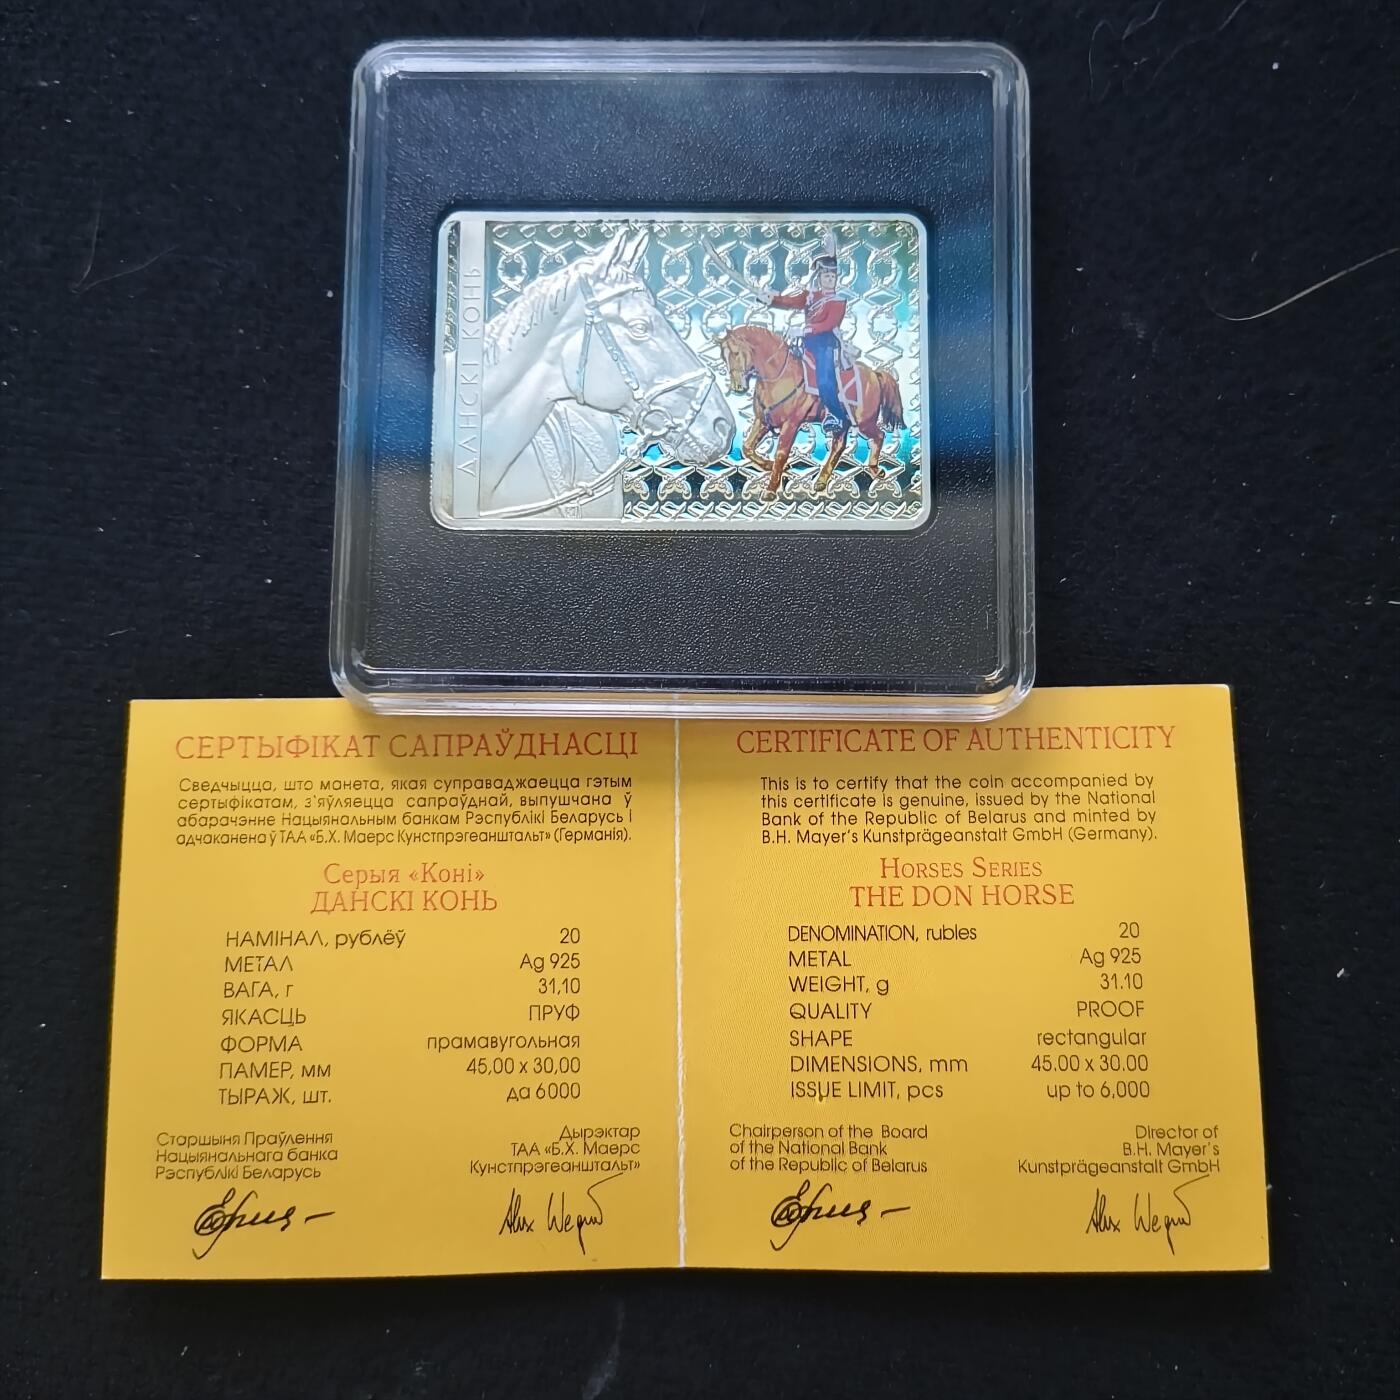 ДАНСКІ КОНЬ
СЕРТЫФІКАТ САПРАЎДНАСЦІ
Сведчыцца, што манета, якая суправаджаецца гэтым
сертыфікатам, з'яўляецца сапраўднай, выпушчана ў
абарачэнне Нацыянальным банкам Рэспублікі Беларусь і
адчаканена ў ТАА «Б.Х. Маерс Кунстпрэгеанштальт» (Германія).
Серыя «Коні»
ДАНСКІ КОНЬ
НАМІНАЛ, рублёў 20
МЕТАЛ Ag 925
ВАГА, г 31,10
ЯКАСЦЬ ПРУФ
ФОРМА прамавугольная
ПАМЕР, мм 45,00 x 30,00
ТЫРАЖ, шт. да 6000
Старшыня Праўлення
Нацыянальнага банка
Рэспублікі Беларусь
Дырэктар
ТАА «Б.Х. Маерс
Кунстпрэгеанштальт»
CERTIFICATE OF AUTHENTICITY
This is to certify that the coin accompanied by
this certificate is genuine, issued by the National
Bank of the Republic of Belarus and minted by
B.H. Mayer's Kunstprägeanstalt GmbH (Germany).
HORSES SERIES
THE DON HORSE
DENOMINATION, rubles 20
METAL Ag 925
WEIGHT, g 31.10
QUALITY PROOF
SHAPE rectangular
DIMENSIONS, mm 45.00 x 30.00
ISSUE LIMIT, pcs up to 6,000
Chairperson of the Board
of the National Bank
of the Republic of Belarus
Director of
B.H. Mayer's
Kunstprägeanstalt GmbH